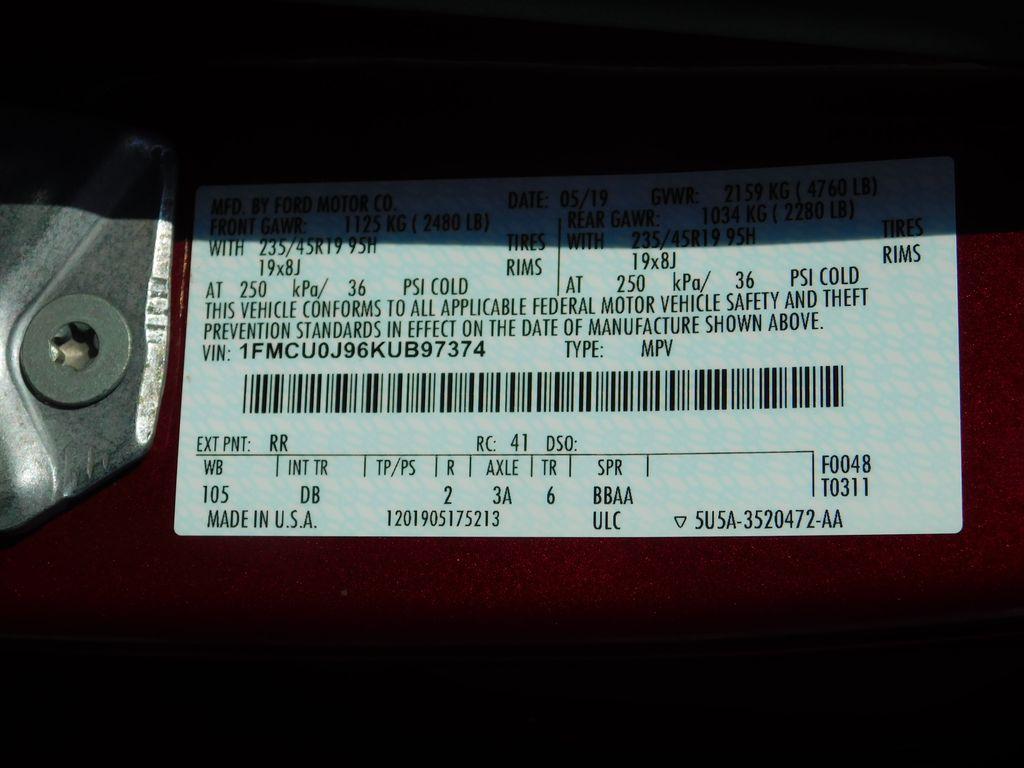 MFD. BY FORD MOTOR CO. DATE: 05/19 GVWR: 2159 KG ( 4760 LB)
FRONT GAWR: 1125 KG ( 2480 LB) REAR GAWR: 1034 KG ( 2280 LB)
WITH 235/45R19 95H TIRES WITH 235/45R19 95H TIRES
19x8J RIMS 19x8J RIMS
AT 250 kPa/ 36 PSI COLD AT 250 kPa/ 36 PSI COLD
THIS VEHICLE CONFORMS TO ALL APPLICABLE FEDERAL MOTOR VEHICLE SAFETY AND THEFT
PREVENTION STANDARDS IN EFFECT ON THE DATE OF MANUFACTURE SHOWN ABOVE.
VIN: 1FMCU0J96KUB97374 TYPE: MPV
EXT PNT: RR RC: 41 DSO:
WB INT TR TP/PS R AXLE TR SPR F0048
105 DB 2 3A 6 BBAA T0311
MADE IN U.S.A. 1201905175213 ULC ▽ 5U5A-3520472-AA